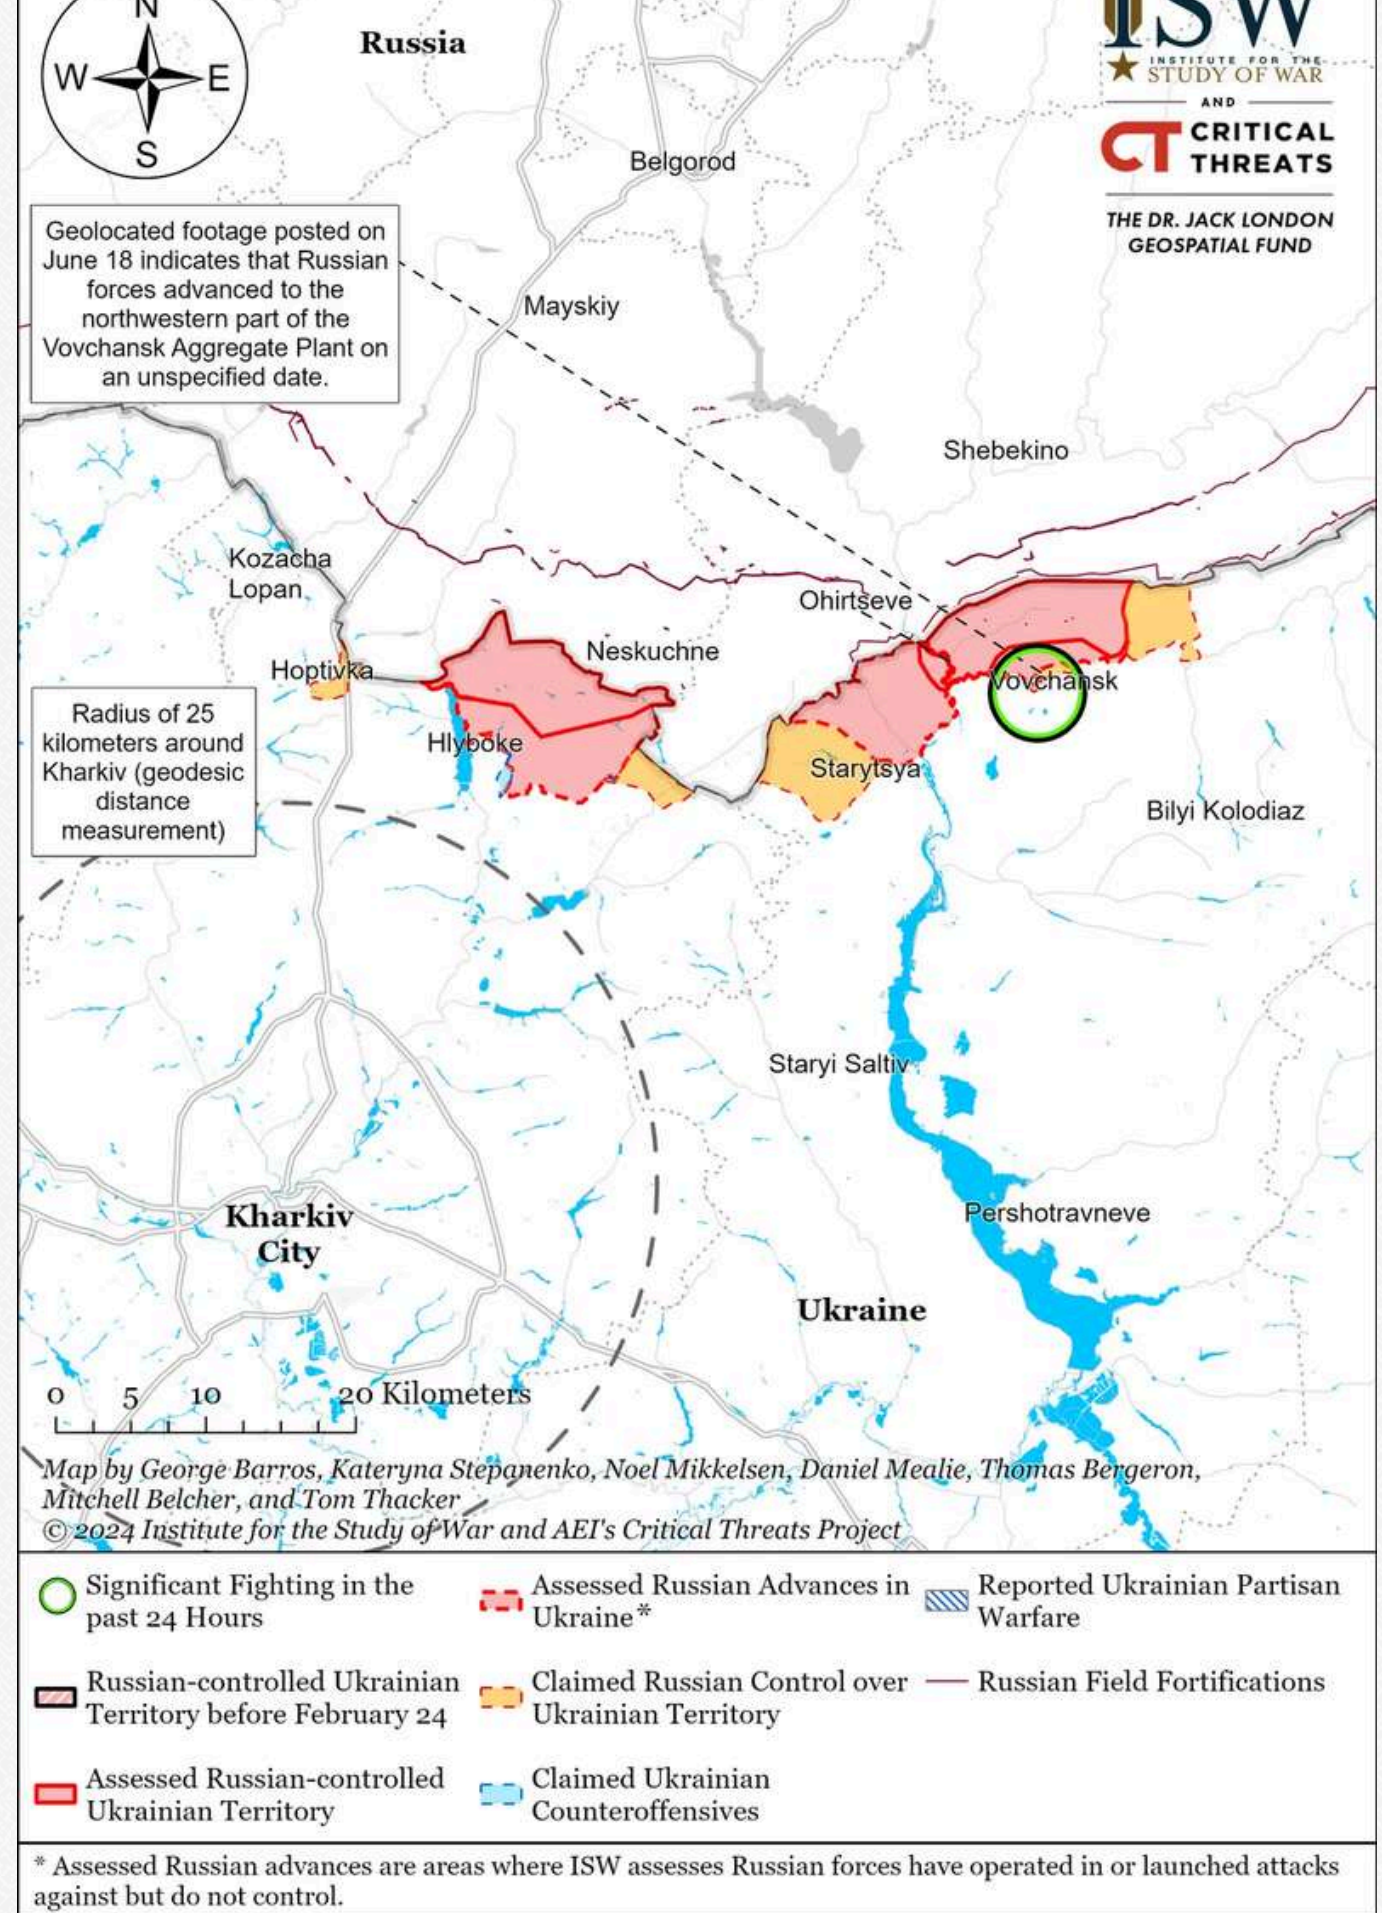 N
W
E
S
Russia
ISW
INSTITUTE FOR THE
STUDY OF WAR
AND
CT CRITICAL
THREATS
THE DR. JACK LONDON
GEOSPATIAL FUND
Belgorod
Geolocated footage posted on
June 18 indicates that Russian
forces advanced to the
northwestern part of the
Vovchansk Aggregate Plant on
an unspecified date.
Mayskiy
Shebekino
Kozacha
Lopan
Ohirtseve
Neskuchne
Hoptivka
Vovchansk
Radius of 25
kilometers around
Kharkiv (geodesic
distance
measurement)
Hlyboke
Starytsya
Bilyi Kolodiaz
Staryi Saltiv
Pershotravneve
Kharkiv
City
Ukraine
0 5 10 20 Kilometers
Map by George Barros, Kateryna Stepanenko, Noel Mikkelsen, Daniel Mealie, Thomas Bergeron,
Mitchell Belcher, and Tom Thacker
© 2024 Institute for the Study of War and AEI's Critical Threats Project
Significant Fighting in the
past 24 Hours
Assessed Russian Advances in
Ukraine*
Reported Ukrainian Partisan
Warfare
Russian-controlled Ukrainian
Territory before February 24
Claimed Russian Control over
Ukrainian Territory
Russian Field Fortifications
Assessed Russian-controlled
Ukrainian Territory
Claimed Ukrainian
Counteroffensives
* Assessed Russian advances are areas where ISW assesses Russian forces have operated in or launched attacks
against but do not control.